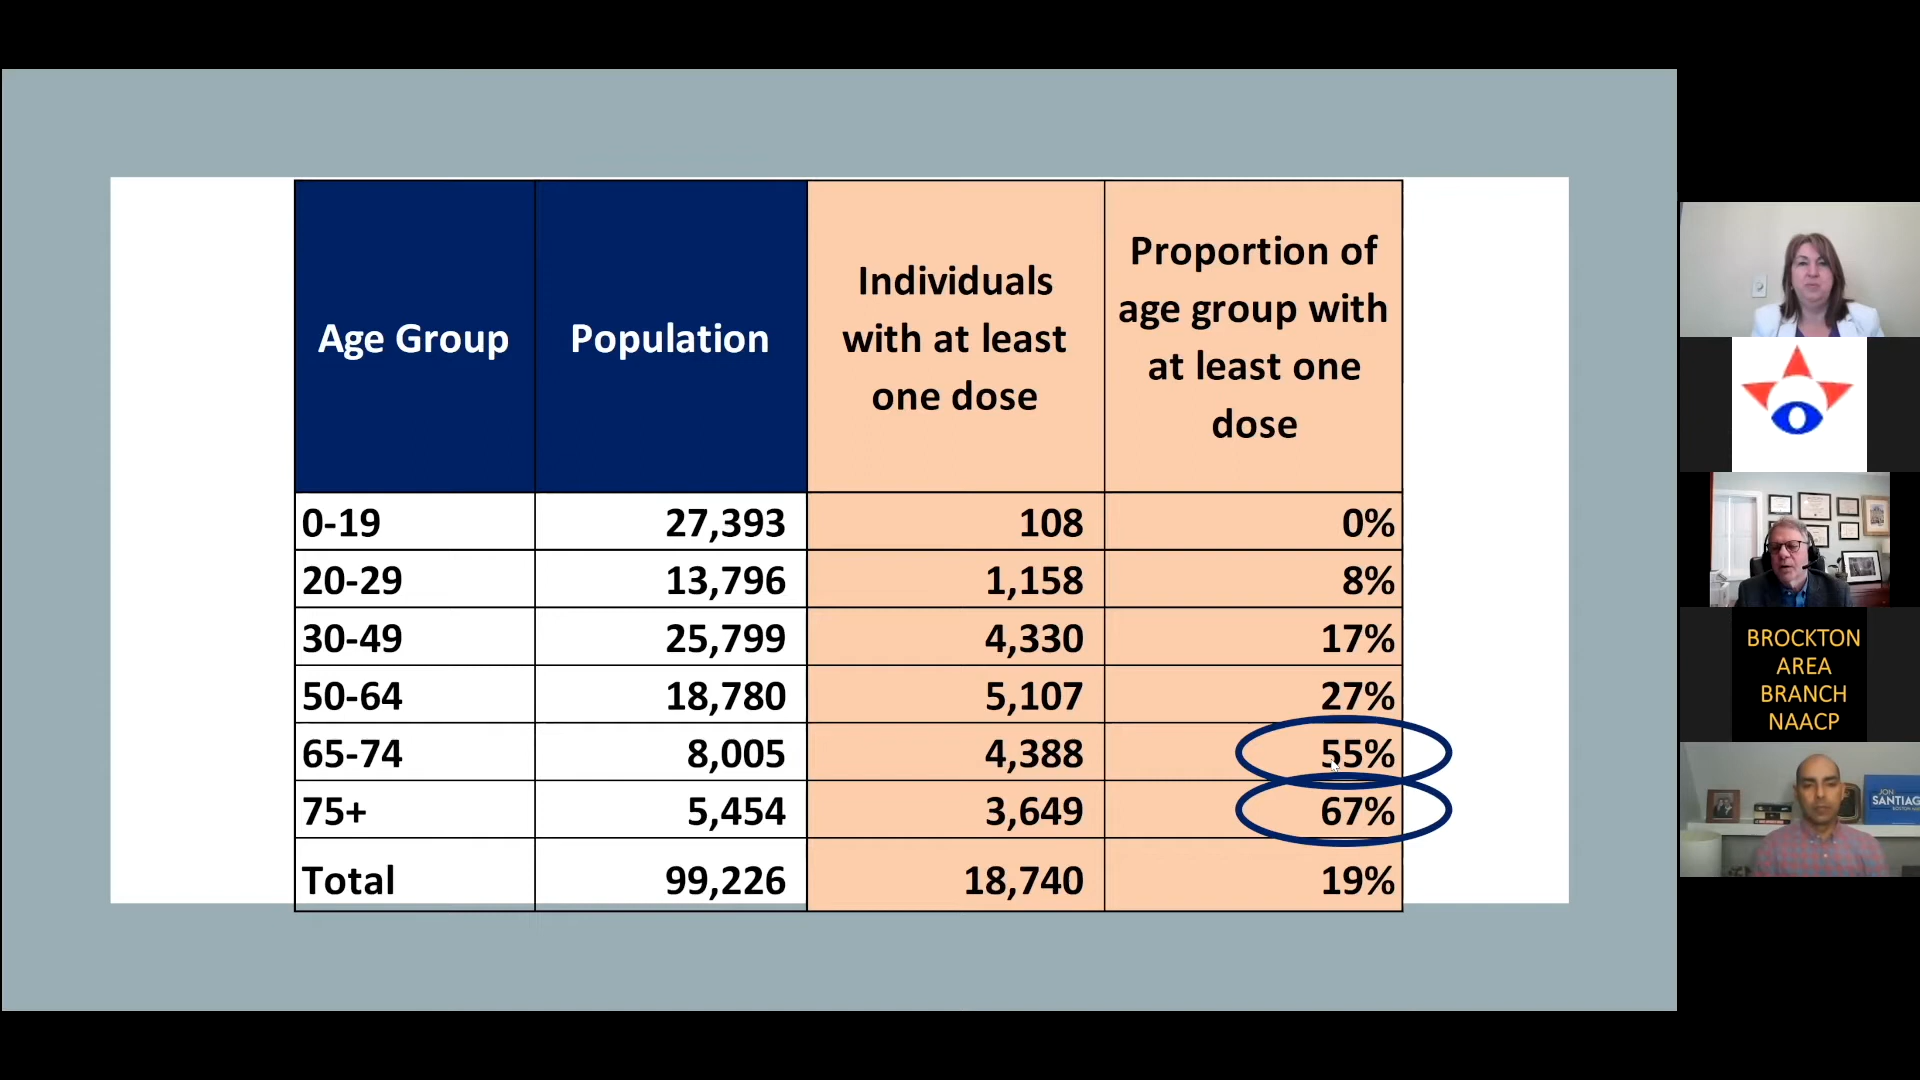 Age Group
Population
Individuals
with at least
one dose
Proportion of
age group with
at least one
dose
0-19 27,393 108 0%
20-29 13,796 1,158 8%
30-49 25,799 4,330 17%
50-64 18,780 5,107 27%
65-74 8,005 4,388 55%
75+ 5,454 3,649 67%
Total 99,226 18,740 19%
BROCKTON
AREA
BRANCH
NAACP
JON
SANTIAG